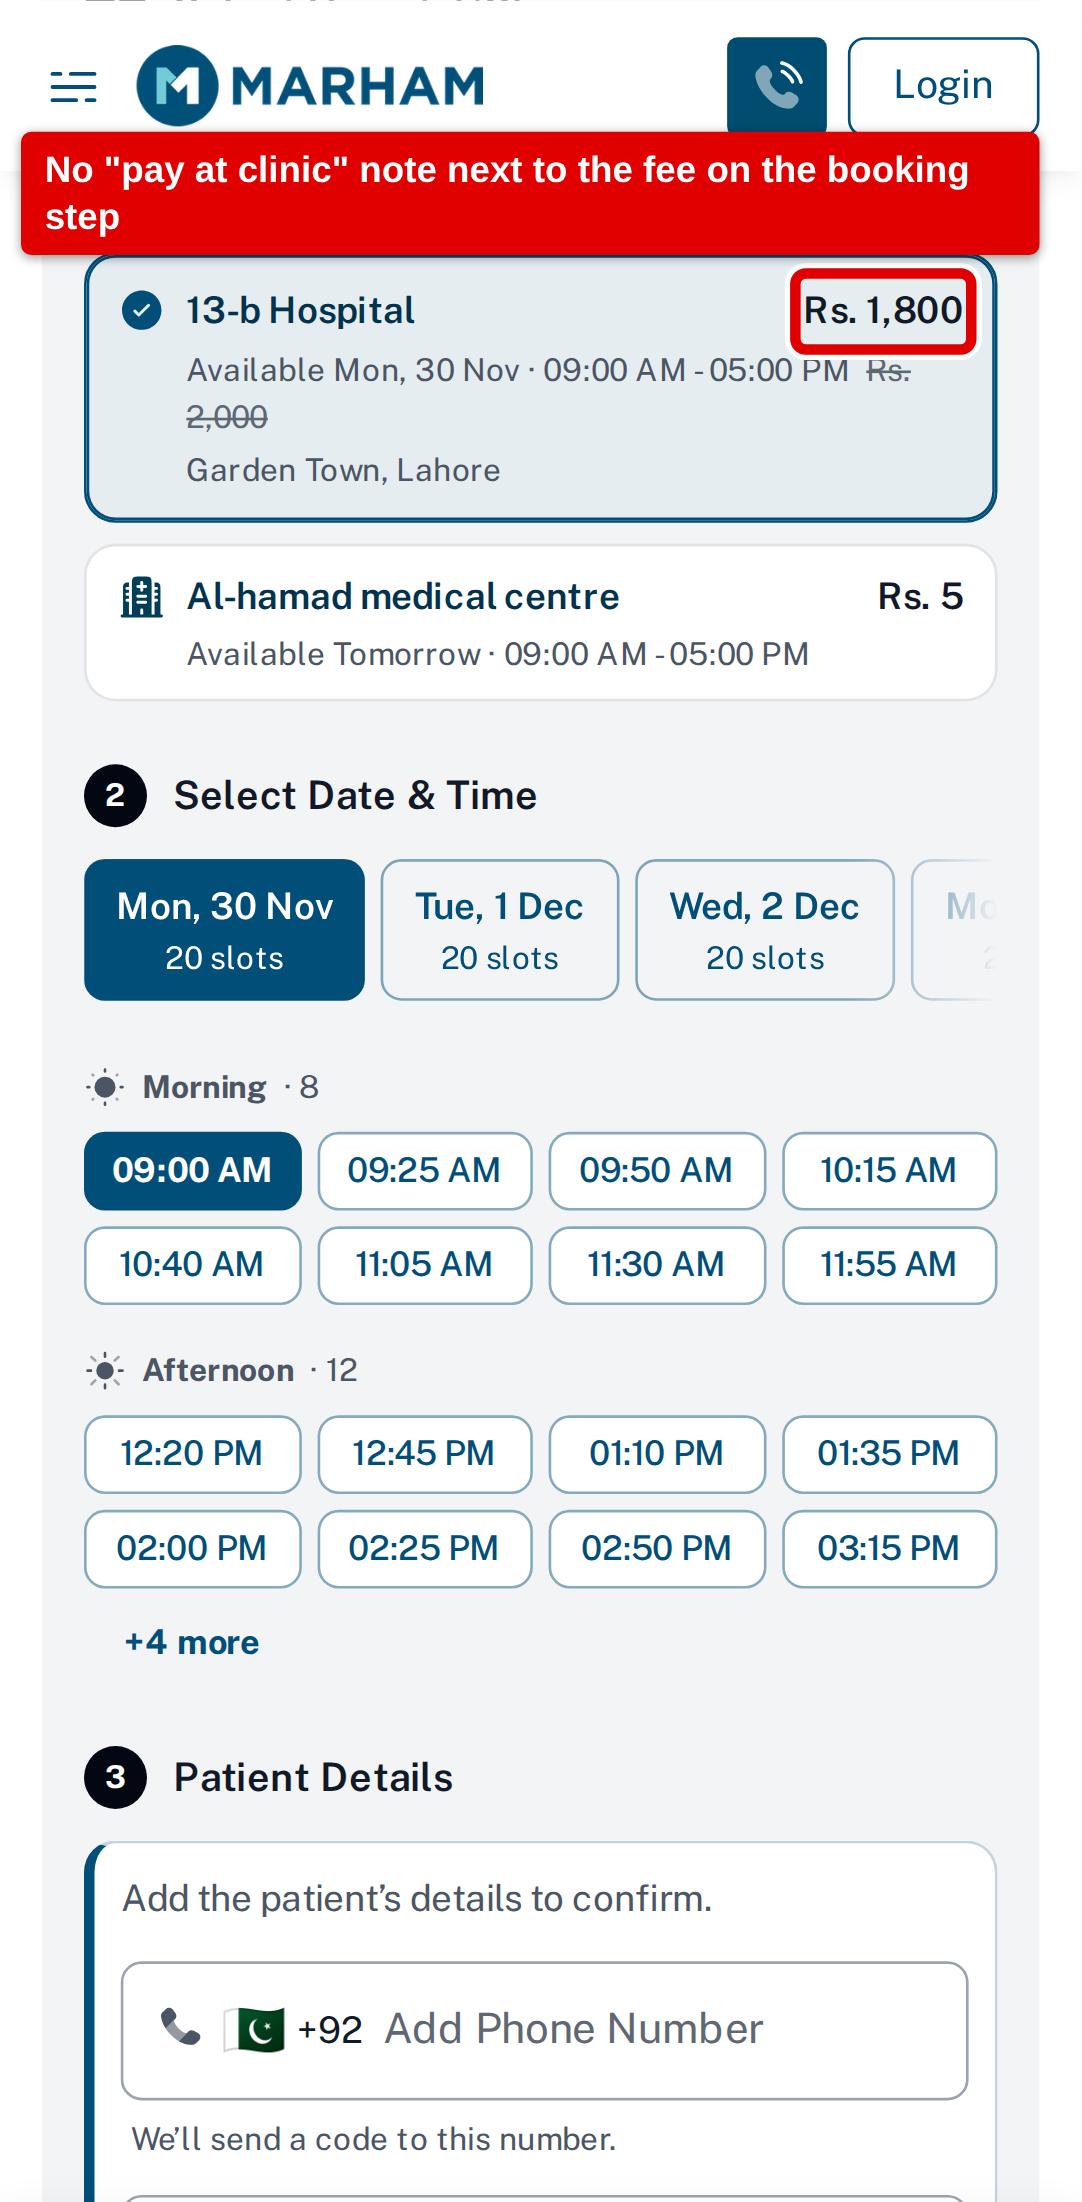 MARHAM
Login
No "pay at clinic" note next to the fee on the booking
step
13-b Hospital
Rs. 1,800
Available Mon, 30 Nov · 09:00 AM - 05:00 PM Rs.
2,000
Garden Town, Lahore
Al-hamad medical centre
Rs. 5
Available Tomorrow · 09:00 AM - 05:00 PM
2 Select Date & Time
Mon, 30 Nov
20 slots
Tue, 1 Dec
20 slots
Wed, 2 Dec
20 slots
Morning · 8
09:00 AM 09:25 AM 09:50 AM 10:15 AM
10:40 AM 11:05 AM 11:30 AM 11:55 AM
Afternoon · 12
12:20 PM 12:45 PM 01:10 PM 01:35 PM
02:00 PM 02:25 PM 02:50 PM 03:15 PM
+4 more
3 Patient Details
Add the patient’s details to confirm.
+92 Add Phone Number
We’ll send a code to this number.